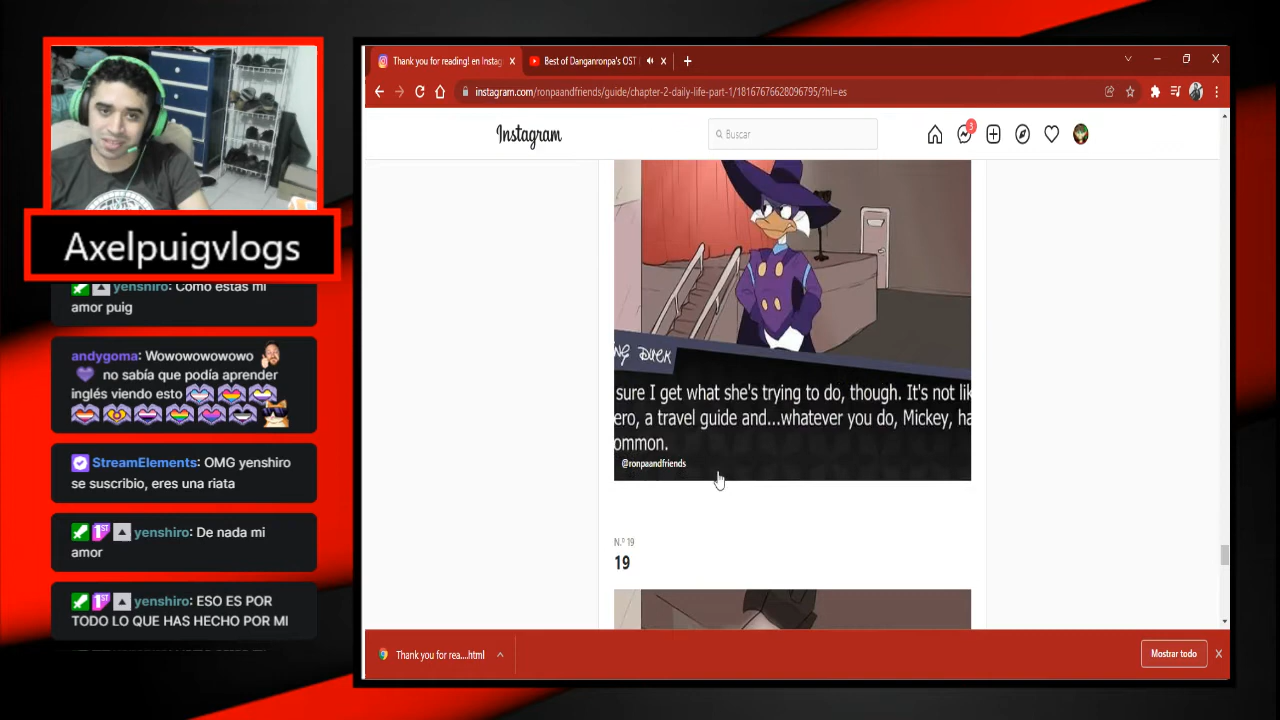 Axelpuigvlogs
yenshiro: Como estas mi
amor puig
andygoma: Wowowowowowo
no sabía que podía aprender
inglés viendo esto
StreamElements: OMG yenshiro
se suscribio, eres una riata
1ST yenshiro: De nada mi
amor
1ST yenshiro: ESO ES POR
TODO LO QUE HAS HECHO POR MI
Thank you for reading! en Instag
Best of Danganronpa's OST
instagram.com/ronpaandfriends/guide/chapter-2-daily-life-part-1/18167676628096795/?hl=es
Instagram
Buscar
3
NG DUCK
sure I get what she's trying to do, though. It's not lik
ero, a travel guide and...whatever you do, Mickey, ha
ommon.
@ronpaandfriends
N.º 19
19
Thank you for rea....html
Mostrar todo